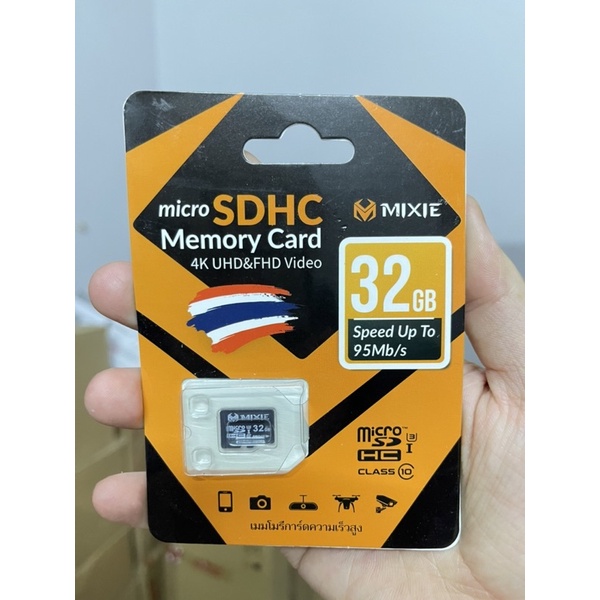 micro SDHC
Memory Card
4K UHD&FHD Video
MIXIE
32GB
Speed Up To
95Mb/s
MIXIE
32
micro
SD 3
HC I
CLASS 10
เมมโมรีการ์ดความเร็วสูง